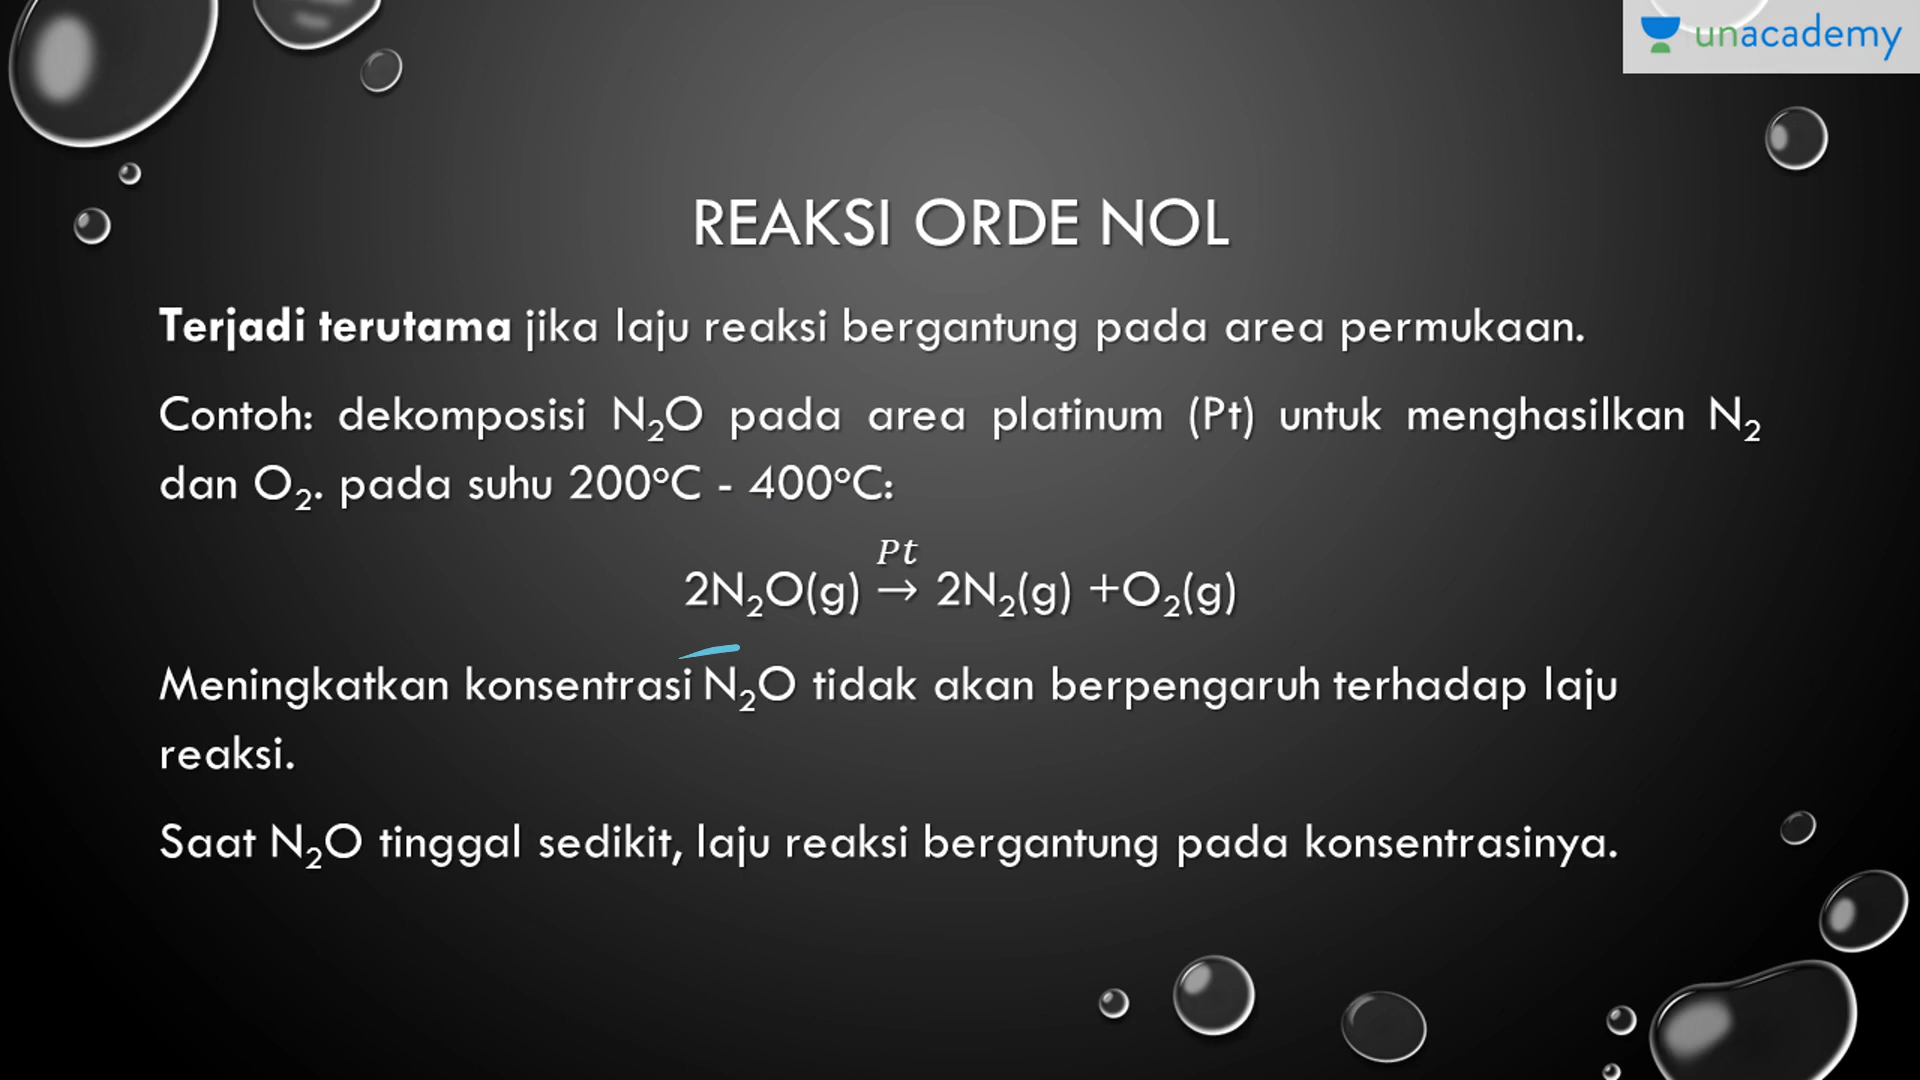 unacademy
REAKSI ORDE NOL
Terjadi terutama jika laju reaksi bergantung pada area permukaan.
Contoh: dekomposisi N₂O pada area platinum (Pt) untuk menghasilkan N₂
dan O₂. pada suhu 200°C - 400°C:
Pt
2N₂O(g) → 2N₂(g) +O₂(g)
Meningkatkan konsentrasi N₂O tidak akan berpengaruh terhadap laju
reaksi.
Saat N₂O tinggal sedikit, laju reaksi bergantung pada konsentrasinya.